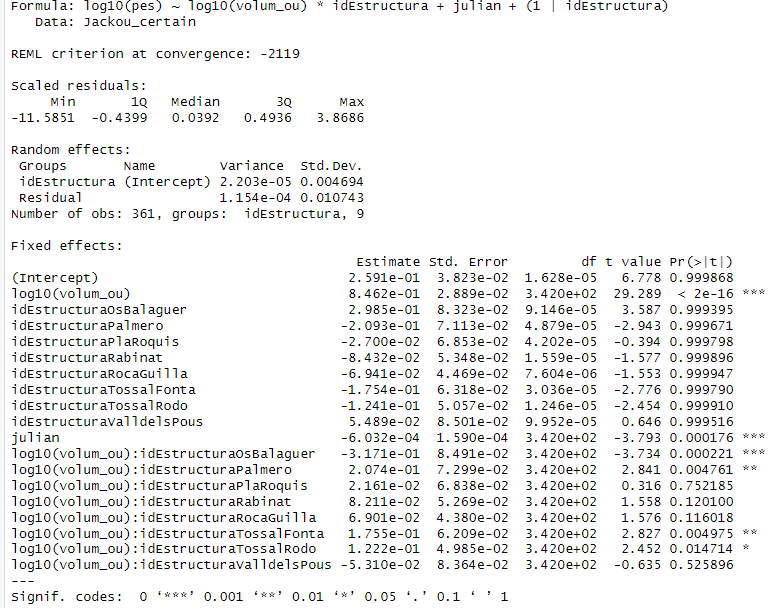 Formula: log10(pes) ~ log10(volum_ou) * idEstructura + julian + (1 | idEstructura)
   Data: Jackou_certain

REML criterion at convergence: -2119

Scaled residuals:
     Min       1Q   Median       3Q      Max
-11.5851  -0.4399   0.0392   0.4936   3.8686

Random effects:
 Groups       Name        Variance  Std.Dev.
 idEstructura (Intercept) 2.203e-05 0.004694
 Residual                 1.154e-04 0.010743
Number of obs: 361, groups:  idEstructura, 9

Fixed effects:
                                           Estimate Std. Error         df t value Pr(>|t|)
(Intercept)                               2.591e-01  3.823e-02  1.628e-05   6.778 0.999868
log10(volum_ou)                           8.462e-01  2.889e-02  3.420e+02  29.289  < 2e-16 ***
idEstructuraOsBalaguer                    2.985e-01  8.323e-02  9.146e-05   3.587 0.999395
idEstructuraPalmero                      -2.093e-01  7.113e-02  4.879e-05  -2.943 0.999671
idEstructuraPlaRoquis                    -2.700e-02  6.853e-02  4.202e-05  -0.394 0.999798
idEstructuraRabinat                      -8.432e-02  5.348e-02  1.559e-05  -1.577 0.999896
idEstructuraRocaGuilla                   -6.941e-02  4.469e-02  7.604e-06  -1.553 0.999947
idEstructuraTossalFonta                  -1.754e-01  6.318e-02  3.036e-05  -2.776 0.999790
idEstructuraTossalRodo                   -1.241e-01  5.057e-02  1.246e-05  -2.454 0.999910
idEstructuraValldelsPous                  5.489e-02  8.501e-02  9.952e-05   0.646 0.999516
julian                                   -6.032e-04  1.590e-04  3.420e+02  -3.793 0.000176 ***
log10(volum_ou):idEstructuraOsBalaguer   -3.171e-01  8.491e-02  3.420e+02  -3.734 0.000221 ***
log10(volum_ou):idEstructuraPalmero       2.074e-01  7.299e-02  3.420e+02   2.841 0.004761 **
log10(volum_ou):idEstructuraPlaRoquis     2.161e-02  6.838e-02  3.420e+02   0.316 0.752185
log10(volum_ou):idEstructuraRabinat       8.211e-02  5.269e-02  3.420e+02   1.558 0.120100
log10(volum_ou):idEstructuraRocaGuilla    6.901e-02  4.380e-02  3.420e+02   1.576 0.116018
log10(volum_ou):idEstructuraTossalFonta   1.755e-01  6.209e-02  3.420e+02   2.827 0.004975 **
log10(volum_ou):idEstructuraTossalRodo    1.222e-01  4.985e-02  3.420e+02   2.452 0.014714 *
log10(volum_ou):idEstructuraValldelsPous -5.310e-02  8.364e-02  3.420e+02  -0.635 0.525896
---
Signif. codes:  0 ‘***’ 0.001 ‘**’ 0.01 ‘*’ 0.05 ‘.’ 0.1 ‘ ’ 1